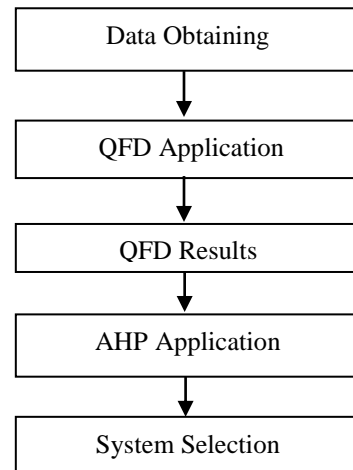 Data Obtaining
QFD Application
QFD Results
AHP Application
System Selection